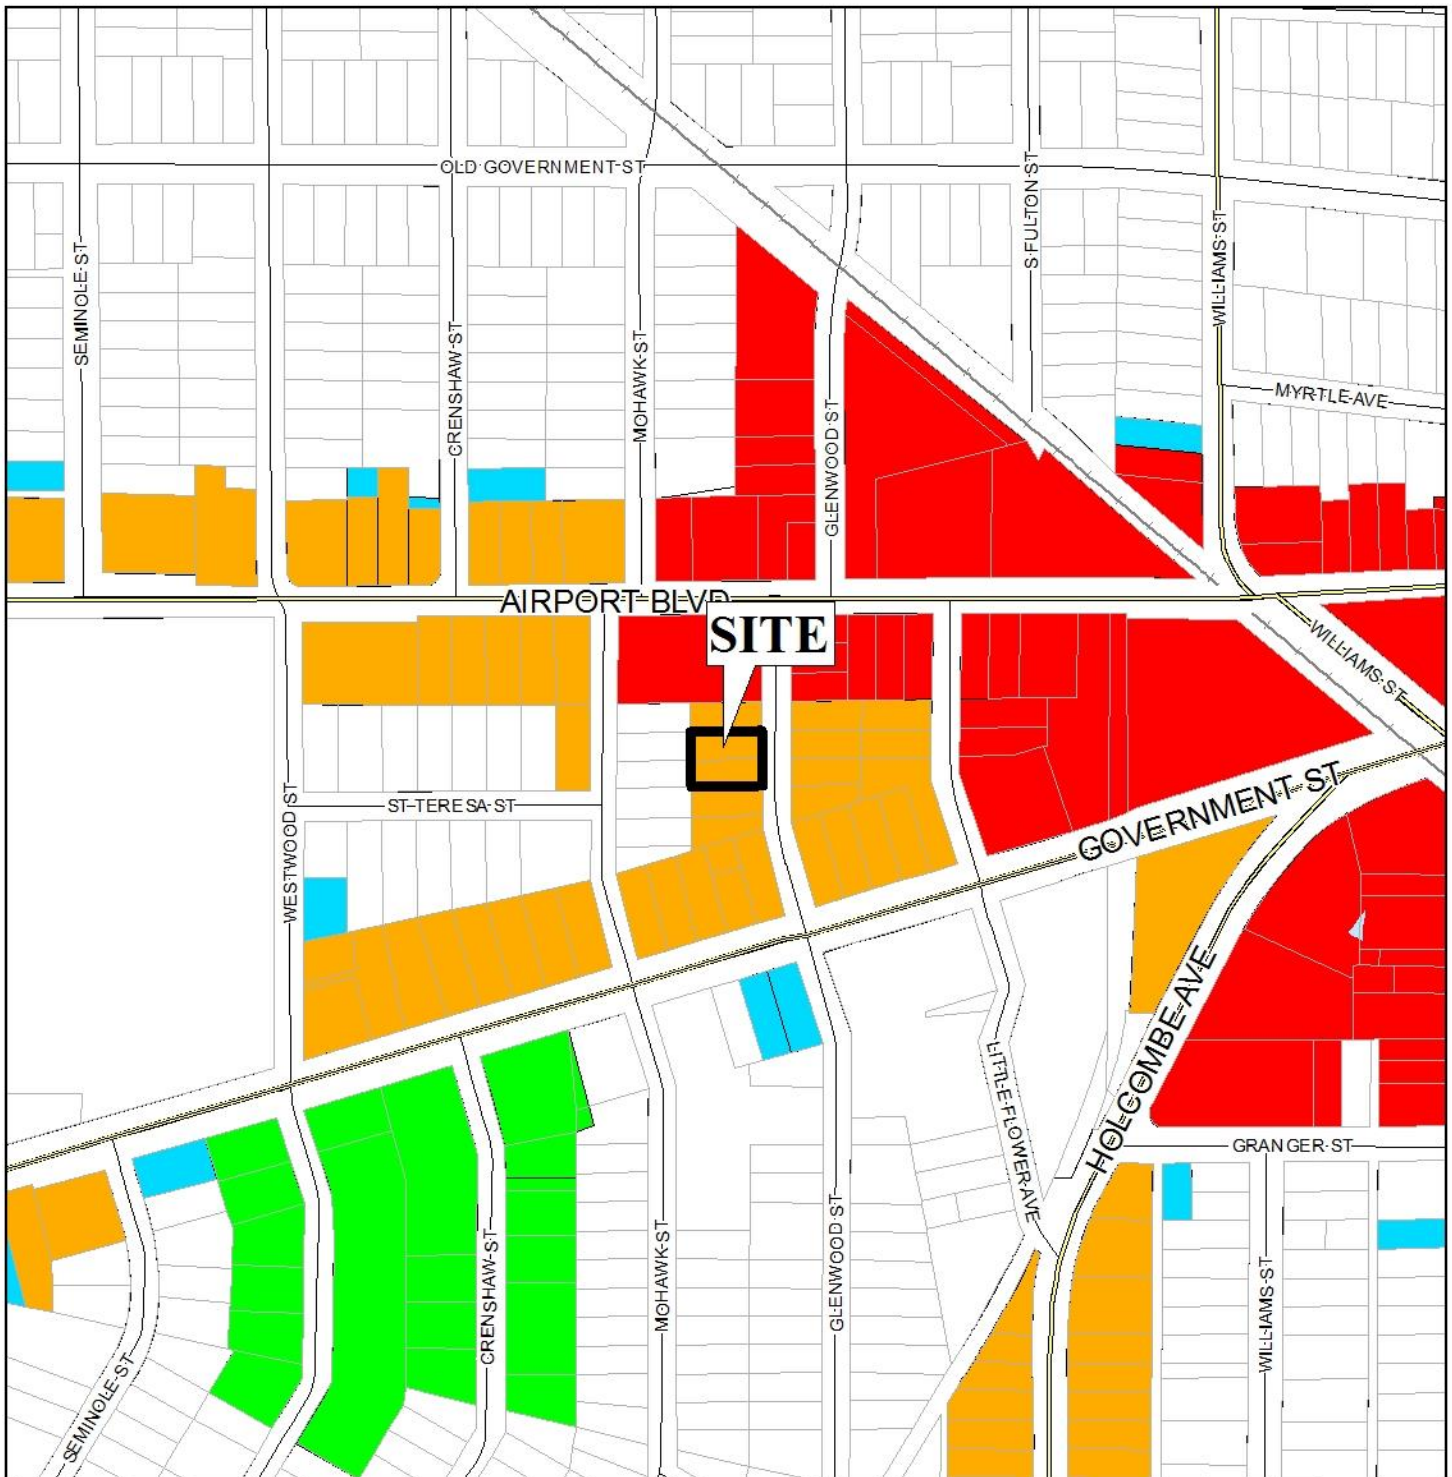 OLD GOVERNMENT ST
S FULTON ST
WILLIAMS ST
SEMINOLE ST
CRENSHAW ST
MOHAWK ST
GLENWOOD ST
MYRTLE AVE
AIRPORT BLVD
SITE
WILLIAMS ST
WESTWOOD ST
ST TERESA ST
GOVERNMENT ST
HOLCOMBE AVE
LITTLE FLOWER AVE
GRANGER ST
SEMINOLE ST
CRENSHAW ST
MOHAWK ST
GLENWOOD ST
WILLIAMS ST